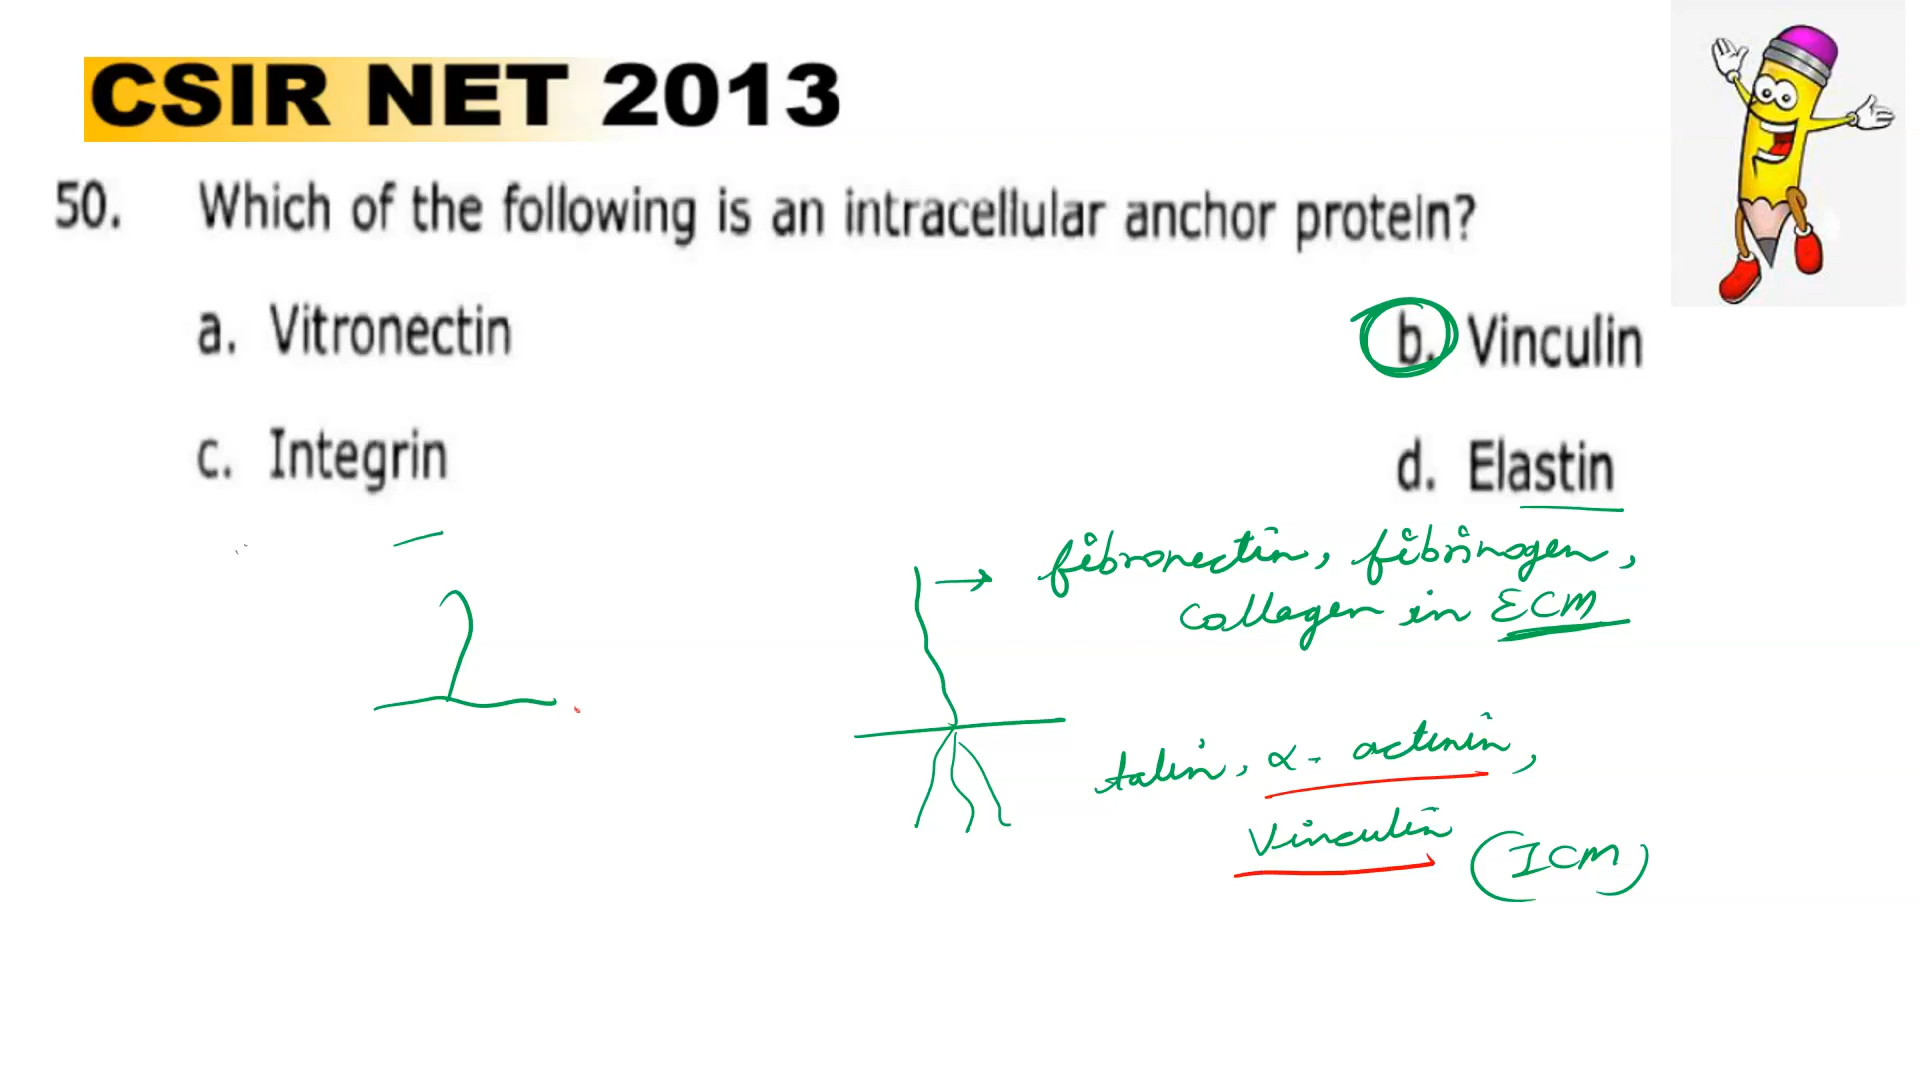 CSIR NET 2013
50. Which of the following is an intracellular anchor protein?
a. Vitronectin
b. Vinculin
c. Integrin
d. Elastin
fibronectin, fibrinogen,
collagen in ECM
talin, α- actinin,
Vinculin
(ICM)